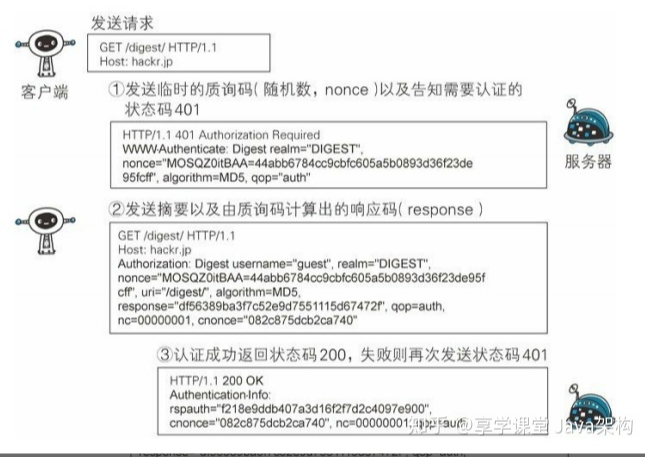 发送请求
GET /digest/ HTTP/1.1
Host: hackr.jp
客户端
①发送临时的质询码(随机数，nonce)以及告知需要认证的
状态码401
HTTP/1.1 401 Authorization Required
WWW-Authenticate: Digest realm="DIGEST",
nonce="MOSQZ0itBAA=44abb6784cc9cbfc605a5b0893d36f23de
95fcff", algorithm=MD5, qop="auth"
服务器
②发送摘要以及由质询码计算出的响应码(response)
GET /digest/ HTTP/1.1
Host: hackr.jp
Authorization: Digest username="guest", realm="DIGEST",
nonce="MOSQZ0itBAA=44abb6784cc9cbfc605a5b0893d36f23de95f
cff", uri="/digest/", algorithm=MD5,
response="df56389ba3f7c52e9d7551115d67472f", qop=auth,
nc=00000001, cnonce="082c875dcb2ca740"
③认证成功返回状态码200，失败则再次发送状态码401
HTTP/1.1 200 OK
Authentication-Info:
rspauth="f218e9ddb407a3d16f2f7d2c4097e900",
cnonce="082c875dcb2ca740", nc=00000001, qop=auth
知乎 @享学课堂 Java架构